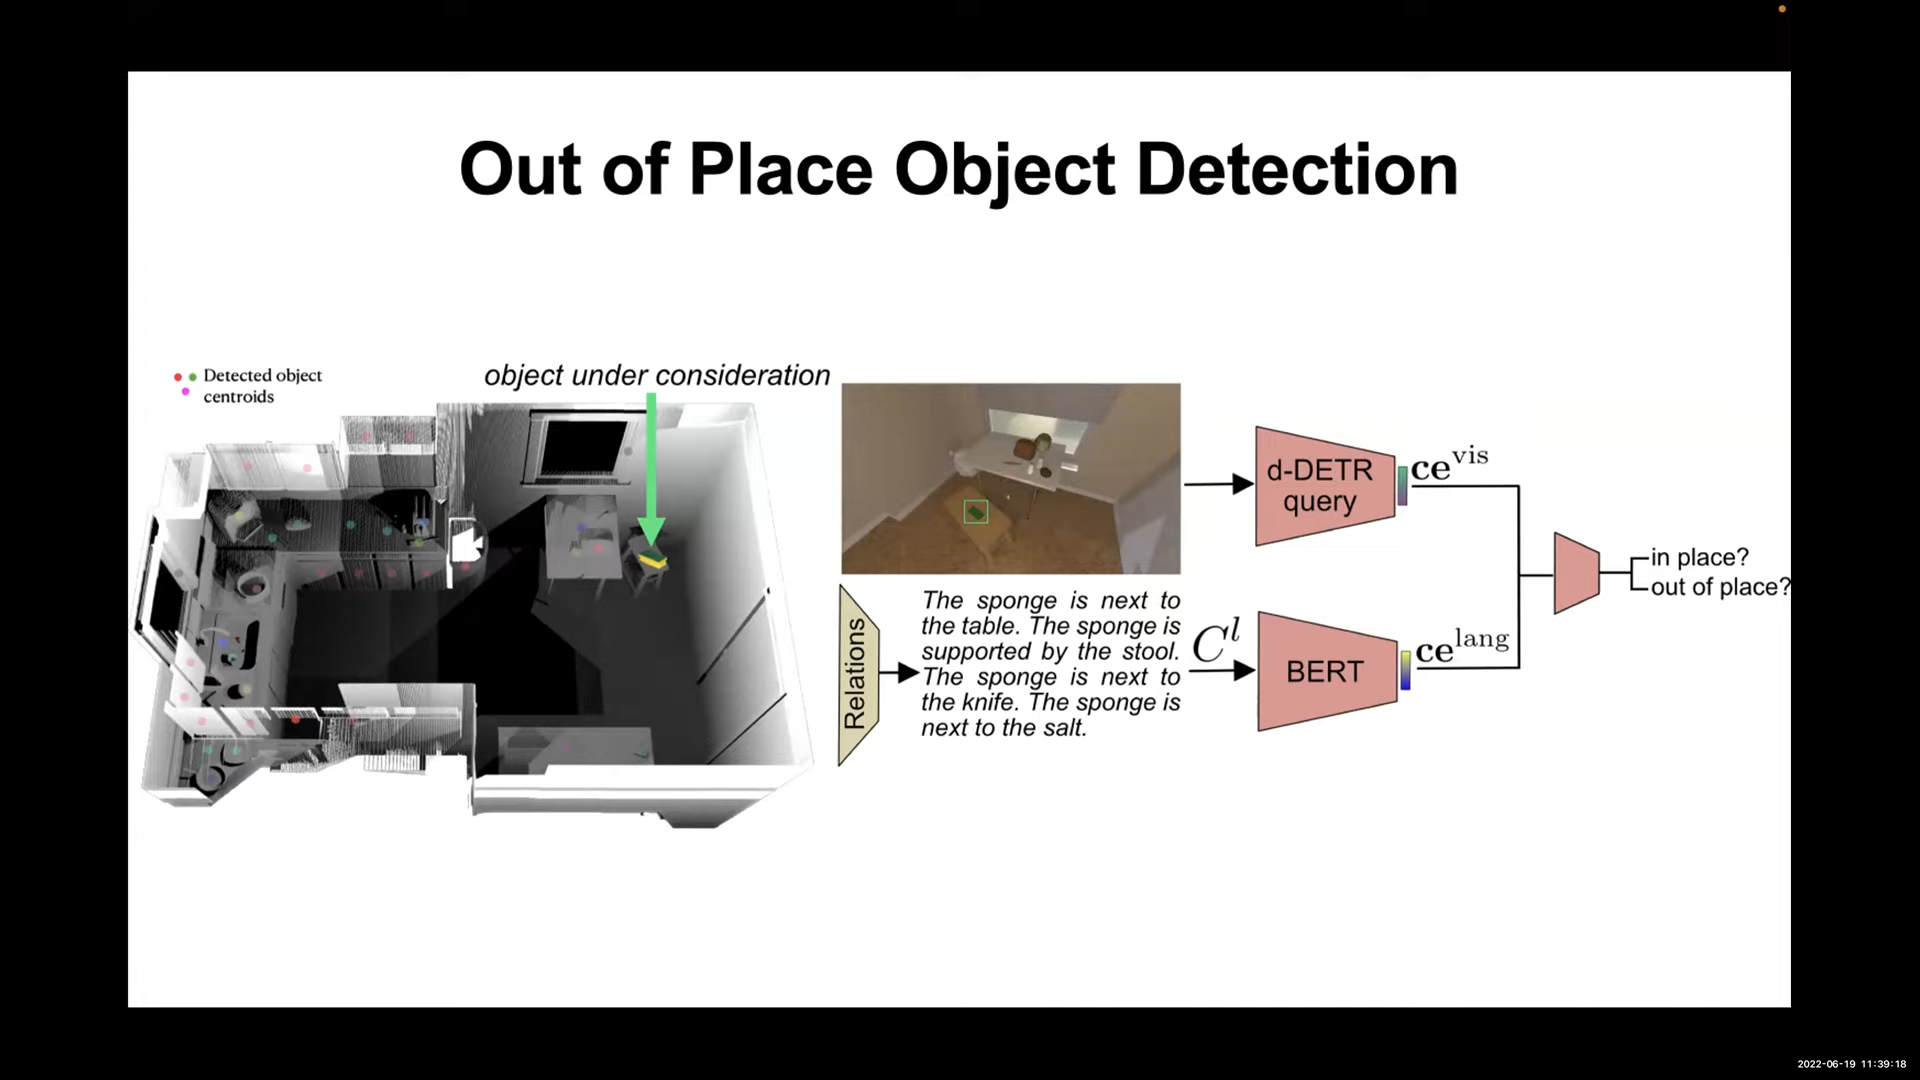 Out of Place Object Detection
Detected object
centroids
object under consideration
Relations
The sponge is next to
the table. The sponge is
supported by the stool.
The sponge is next to
the knife. The sponge is
next to the salt.
C^l
d-DETR
query
ce^vis
BERT
ce^lang
in place?
out of place?
2022-06-19 11:39:18